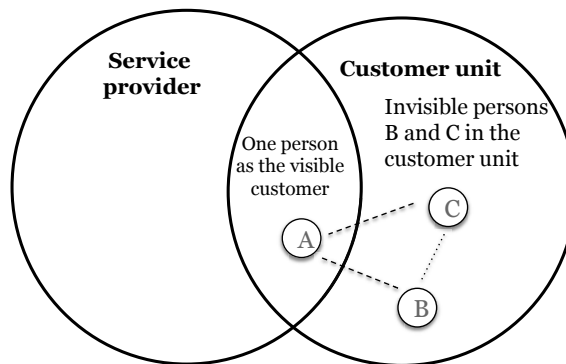 Service
provider
Customer unit
Invisible persons
B and C in the
customer unit
One person
as the visible
customer
A
C
B